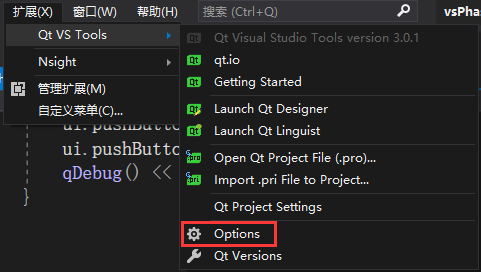 扩展(X) 窗口(W) 帮助(H) 搜索 (Ctrl+Q) vsPhas
Qt VS Tools
Nsight
管理扩展(M)
自定义菜单(C)...
Qt Visual Studio Tools version 3.0.1
qt.io
Getting Started
Launch Qt Designer
Launch Qt Linguist
Open Qt Project File (.pro)...
Import .pri File to Project...
Qt Project Settings
Options
Qt Versions
ui.pushButto
ui.pushButto
qDebug() <<
}